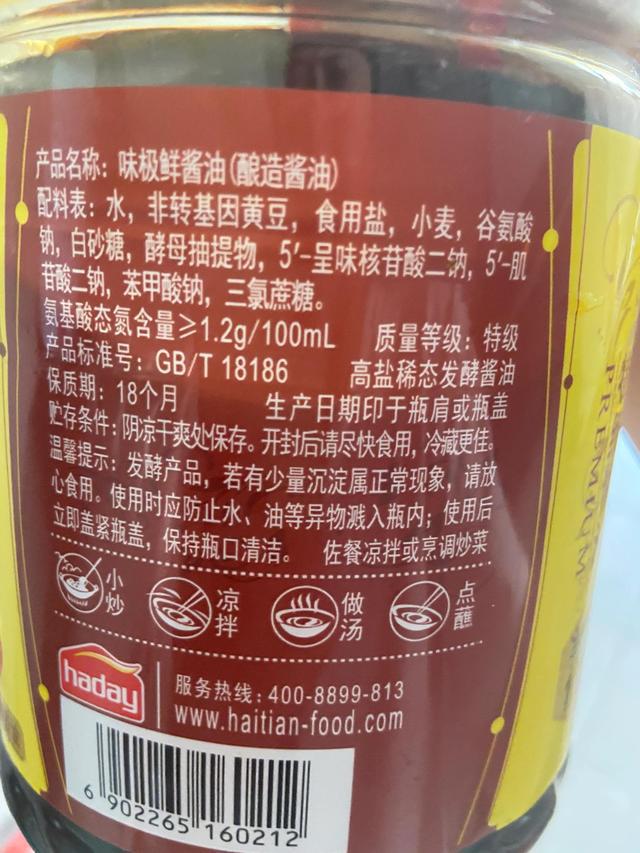 产品名称：味极鲜酱油(酿造酱油)
配料表：水，非转基因黄豆，食用盐，小麦，谷氨酸
钠，白砂糖，酵母抽提物，5′-呈味核苷酸二钠，5′-肌
苷酸二钠，苯甲酸钠，三氯蔗糖。
氨基酸态氮含量≥1.2g/100mL 质量等级：特级
产品标准号：GB/T 18186 高盐稀态发酵酱油
保质期：18个月 生产日期印于瓶肩或瓶盖
贮存条件：阴凉干爽处保存。开封后请尽快食用，冷藏更佳。
温馨提示：发酵产品，若有少量沉淀属正常现象，请放
心食用。使用时应防止水、油等异物溅入瓶内；使用后
立即盖紧瓶盖，保持瓶口清洁。 佐餐凉拌或烹调炒菜
小炒 凉拌 做汤 点蘸
haday
服务热线：400-8899-813
www.haitian-food.com
6 902265 160212
PREMIUM